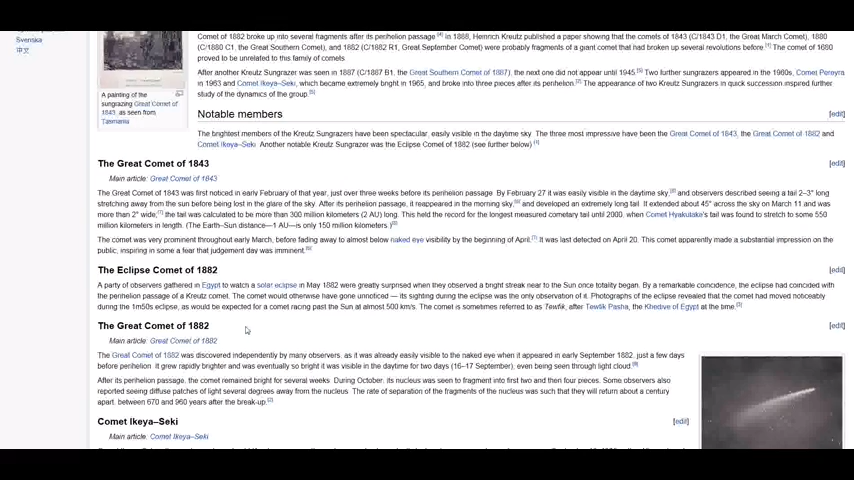 Svenska
中文
A painting of the
sungrazing Great Comet of
1843, as seen from
Tasmania
Comet of 1882 broke up into several fragments after its perihelion passage.[4] In 1888, Heinrich Kreutz published a paper showing that the comets of 1843 (C/1843 D1, the Great March Comet), 1880
(C/1880 C1, the Great Southern Comet), and 1882 (C/1882 R1, Great September Comet) were probably fragments of a giant comet that had broken up several revolutions before.[1] The comet of 1680
proved to be unrelated to this family of comets.
After another Kreutz Sungrazer was seen in 1887 (C/1887 B1, the Great Southern Comet of 1887), the next one did not appear until 1945.[5] Two further sungrazers appeared in the 1960s, Comet Pereyra
in 1963 and Comet Ikeya–Seki, which became extremely bright in 1965, and broke into three pieces after its perihelion.[2] The appearance of two Kreutz Sungrazers in quick succession inspired further
study of the dynamics of the group.[5]
Notable members [edit]
The brightest members of the Kreutz Sungrazers have been spectacular, easily visible in the daytime sky. The three most impressive have been the Great Comet of 1843, the Great Comet of 1882 and
Comet Ikeya–Seki. Another notable Kreutz Sungrazer was the Eclipse Comet of 1882 (see further below).[1]
The Great Comet of 1843 [edit]
Main article: Great Comet of 1843
The Great Comet of 1843 was first noticed in early February of that year, just over three weeks before its perihelion passage. By February 27 it was easily visible in the daytime sky,[6] and observers described seeing a tail 2–3° long
stretching away from the sun before being lost in the glare of the sky. After its perihelion passage, it reappeared in the morning sky,[6] and developed an extremely long tail. It extended about 45° across the sky on March 11 and was
more than 2° wide;[7] the tail was calculated to be more than 300 million kilometers (2 AU) long. This held the record for the longest measured cometary tail until 2000, when Comet Hyakutake's tail was found to stretch to some 550
million kilometers in length. (The Earth–Sun distance—1 AU—is only 150 million kilometers.)[8]
The comet was very prominent throughout early March, before fading away to almost below naked eye visibility by the beginning of April.[7] It was last detected on April 20. This comet apparently made a substantial impression on the
public, inspiring in some a fear that judgement day was imminent.[6]
The Eclipse Comet of 1882 [edit]
A party of observers gathered in Egypt to watch a solar eclipse in May 1882 were greatly surprised when they observed a bright streak near to the Sun once totality began. By a remarkable coincidence, the eclipse had coincided with
the perihelion passage of a Kreutz comet. The comet would otherwise have gone unnoticed — its sighting during the eclipse was the only observation of it. Photographs of the eclipse revealed that the comet had moved noticeably
during the 1m50s eclipse, as would be expected for a comet racing past the Sun at almost 500 km/s. The comet is sometimes referred to as Tewfik, after Tewfik Pasha, the Khedive of Egypt at the time.[3]
The Great Comet of 1882 [edit]
Main article: Great Comet of 1882
The Great Comet of 1882 was discovered independently by many observers, as it was already easily visible to the naked eye when it appeared in early September 1882, just a few days
before perihelion. It grew rapidly brighter and was eventually so bright it was visible in the daytime for two days (16–17 September), even being seen through light cloud.[9]
After its perihelion passage, the comet remained bright for several weeks. During October, its nucleus was seen to fragment into first two and then four pieces. Some observers also
reported seeing diffuse patches of light several degrees away from the nucleus. The rate of separation of the fragments of the nucleus was such that they will return about a century
apart, between 670 and 960 years after the break-up.[2]
Comet Ikeya–Seki [edit]
Main article: Comet Ikeya–Seki